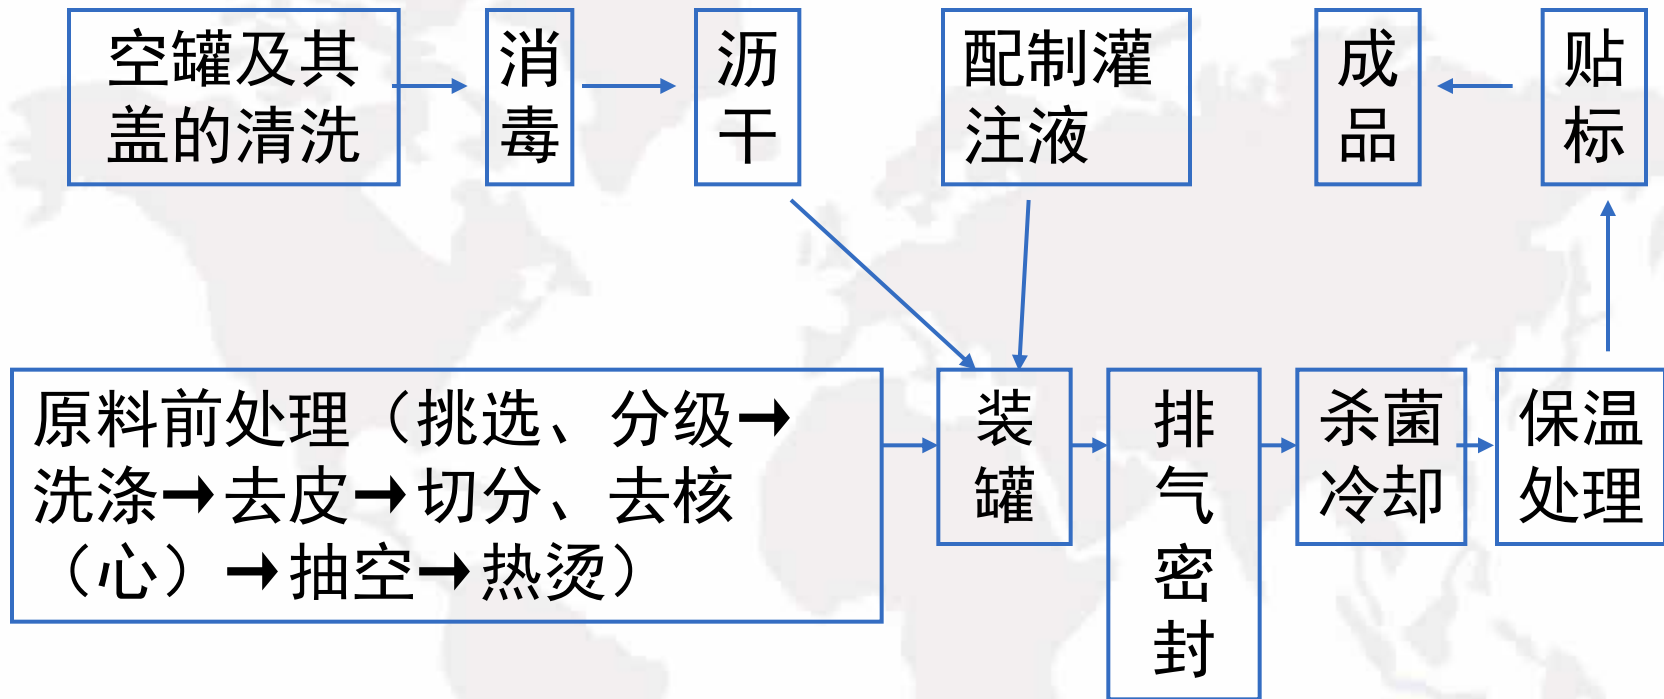 空罐及其
盖的清洗
消
毒
沥
干
配制灌
注液
成
品
贴
标
原料前处理（挑选、分级➞
洗涤➞去皮➞切分、去核
（心）➞抽空➞热烫）
装
罐
排
气
密
封
杀菌
冷却
保温
处理